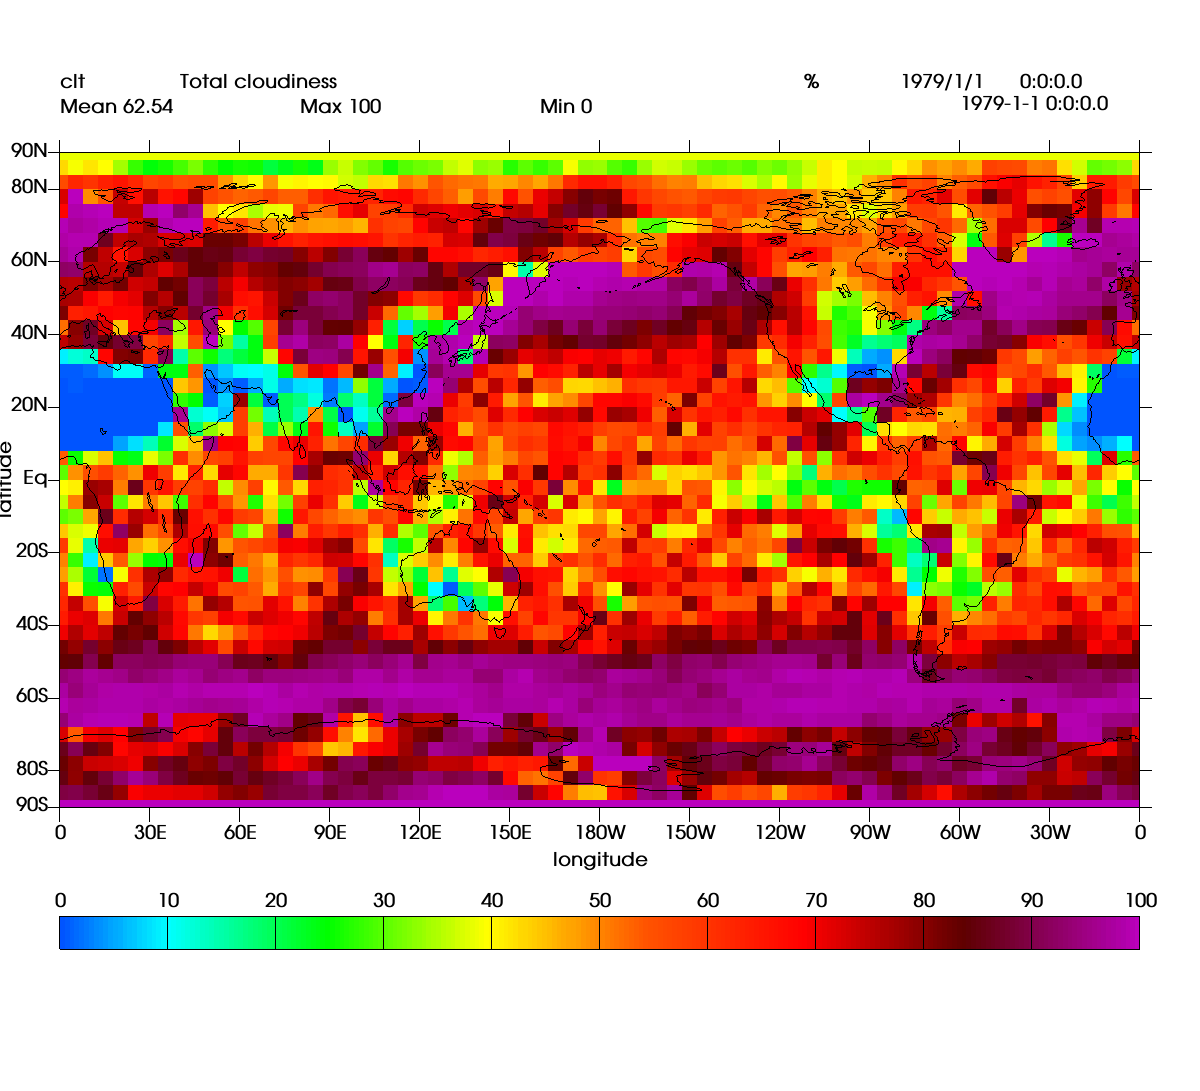 clt Total cloudiness % 1979/1/1 0:0:0.0
Mean 62.54 Max 100 Min 0 1979-1-1 0:0:0.0
90N
80N
60N
40N
20N
Eq
20S
40S
60S
80S
90S
latitude
0 30E 60E 90E 120E 150E 180W 150W 120W 90W 60W 30W 0
longitude
0 10 20 30 40 50 60 70 80 90 100